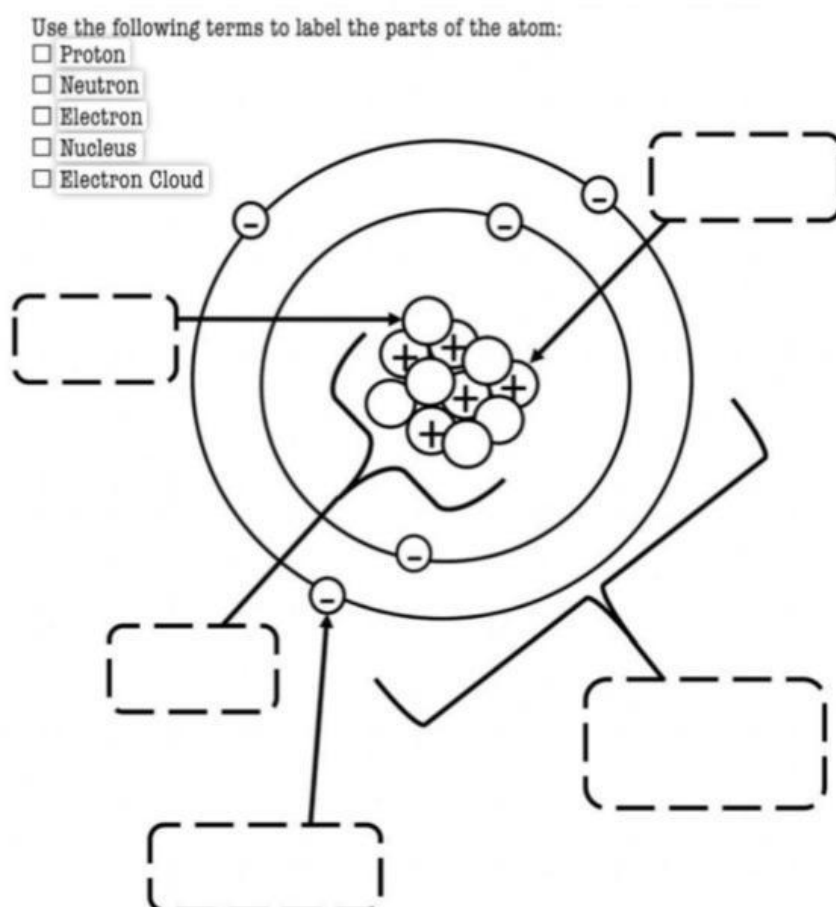 Use the following terms to label the parts of the atom:
☐ Proton
☐ Neutron
☐ Electron
☐ Nucleus
☐ Electron Cloud
-
-
-
+
+
+
+
+
-
-